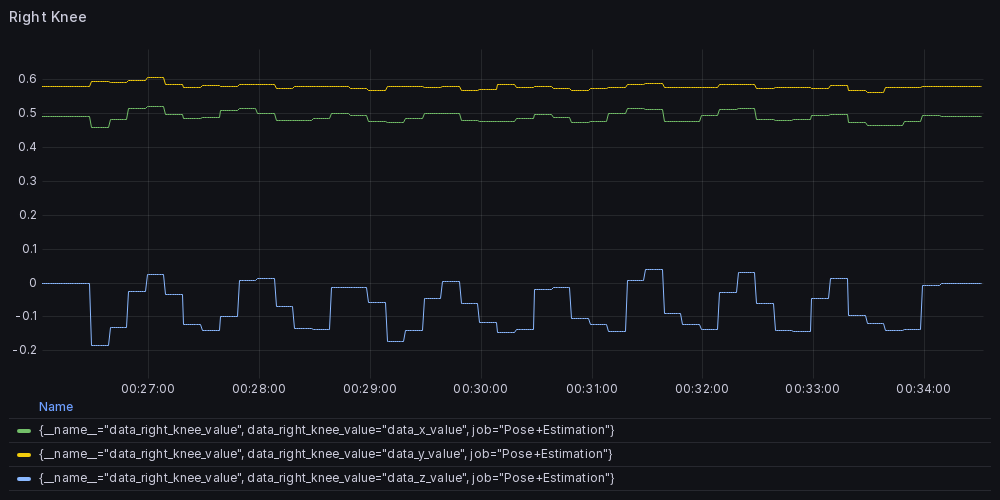 Right Knee
0.6
0.5
0.4
0.3
0.2
0.1
0
-0.1
-0.2
00:27:00 00:28:00 00:29:00 00:30:00 00:31:00 00:32:00 00:33:00 00:34:00
Name
{__name__="data_right_knee_value", data_right_knee_value="data_x_value", job="Pose+Estimation"}
{__name__="data_right_knee_value", data_right_knee_value="data_y_value", job="Pose+Estimation"}
{__name__="data_right_knee_value", data_right_knee_value="data_z_value", job="Pose+Estimation"}